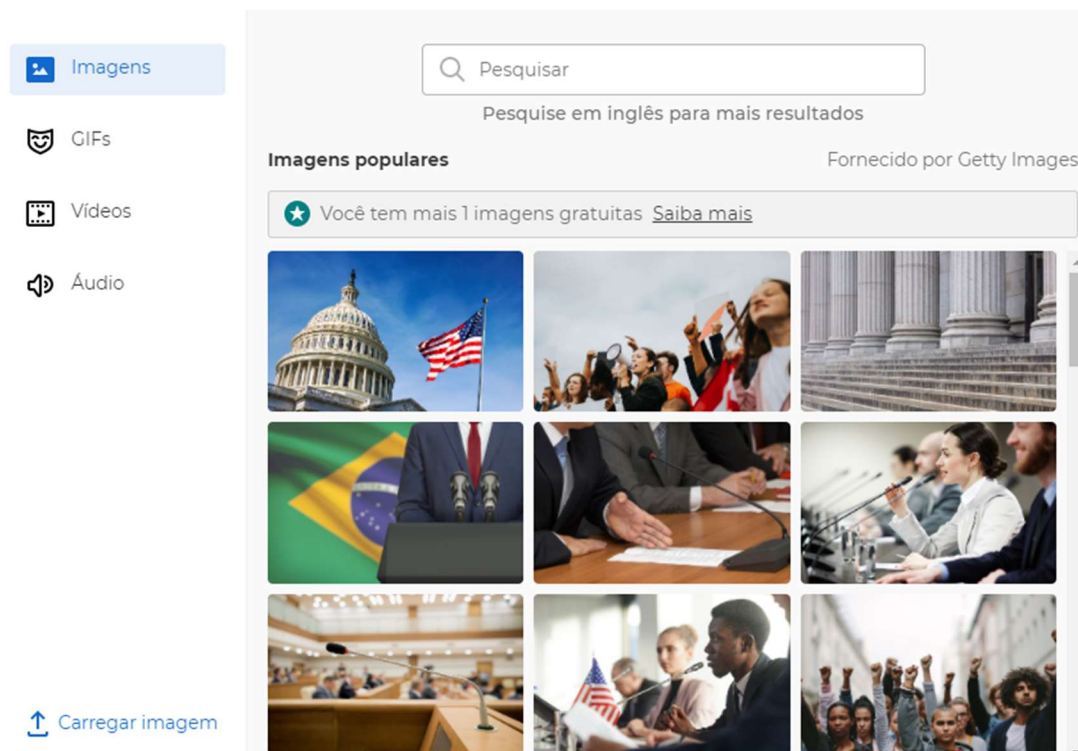 Imagens
GIFs
Vídeos
Áudio
Carregar imagem
Pesquisar
Pesquise em inglês para mais resultados
Imagens populares
Fornecido por Getty Images
Você tem mais 1 imagens gratuitas Saiba mais